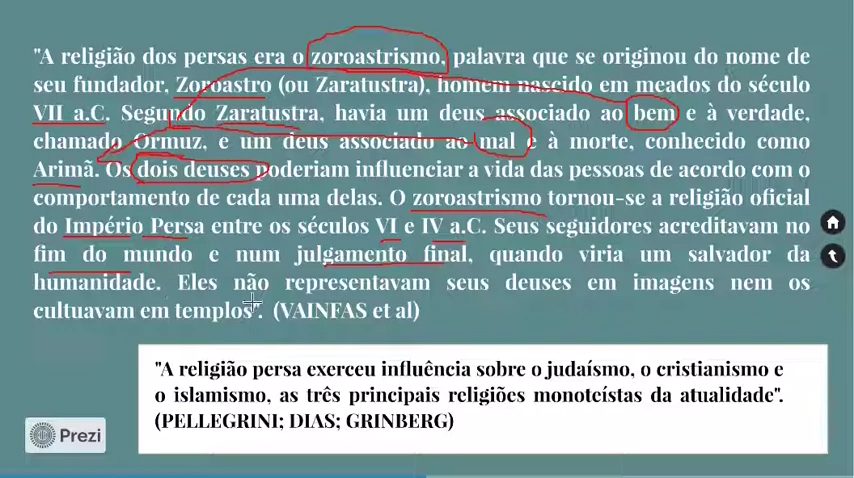 "A religião dos persas era o zoroastrismo, palavra que se originou do nome de
seu fundador, Zoroastro (ou Zaratustra), homem nascido em meados do século
VII a.C. Segundo Zaratustra, havia um deus associado ao bem e à verdade,
chamado Ormuz, e um deus associado ao mal e à morte, conhecido como
Arimã. Os dois deuses poderiam influenciar a vida das pessoas de acordo com o
comportamento de cada uma delas. O zoroastrismo tornou-se a religião oficial
do Império Persa entre os séculos VI e IV a.C. Seus seguidores acreditavam no
fim do mundo e num julgamento final, quando viria um salvador da
humanidade. Eles não representavam seus deuses em imagens nem os
cultuavam em templos". (VAINFAS et al)
"A religião persa exerceu influência sobre o judaísmo, o cristianismo e
o islamismo, as três principais religiões monoteístas da atualidade".
(PELLEGRINI; DIAS; GRINBERG)
Prezi